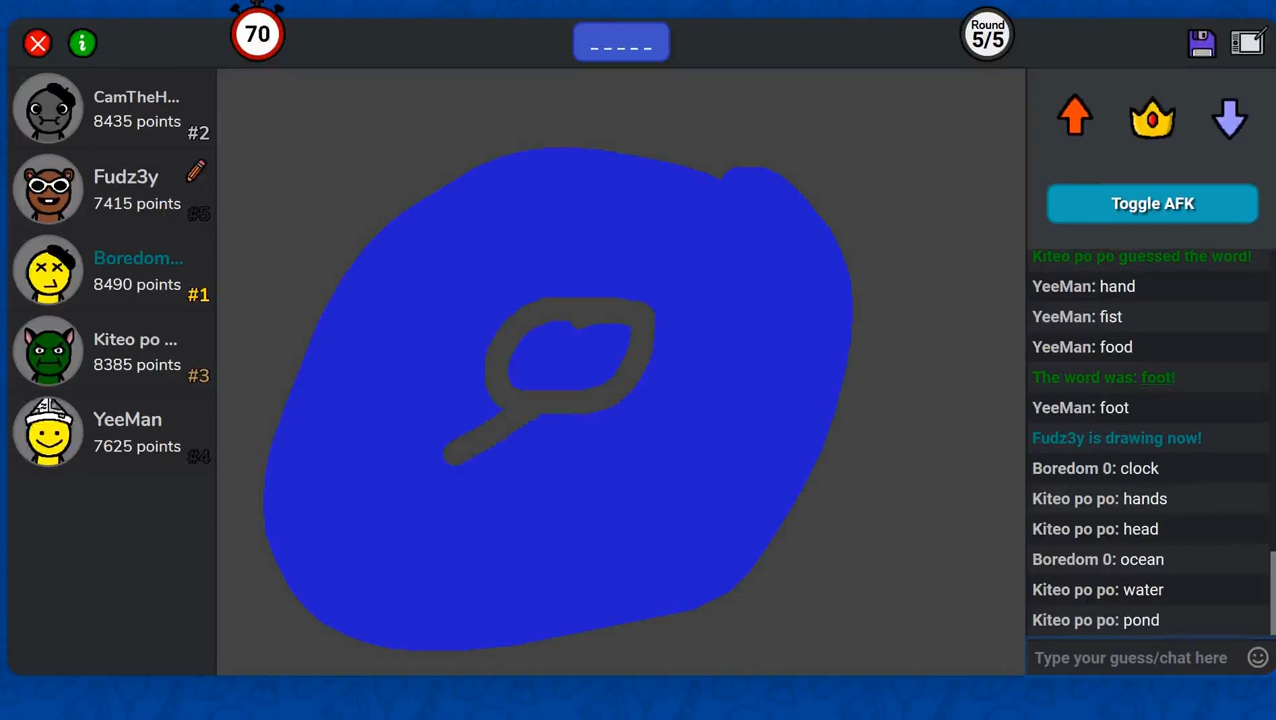 70
_ _ _ _ _
Round
5/5
CamTheH...
8435 points
#2
Fudz3y
7415 points
#5
Boredom...
8490 points
#1
Kiteo po ...
8385 points
#3
YeeMan
7625 points
#4
Toggle AFK
Kiteo po po guessed the word!
YeeMan: hand
YeeMan: fist
YeeMan: food
The word was: foot!
YeeMan: foot
Fudz3y is drawing now!
Boredom 0: clock
Kiteo po po: hands
Kiteo po po: head
Boredom 0: ocean
Kiteo po po: water
Kiteo po po: pond
Type your guess/chat here